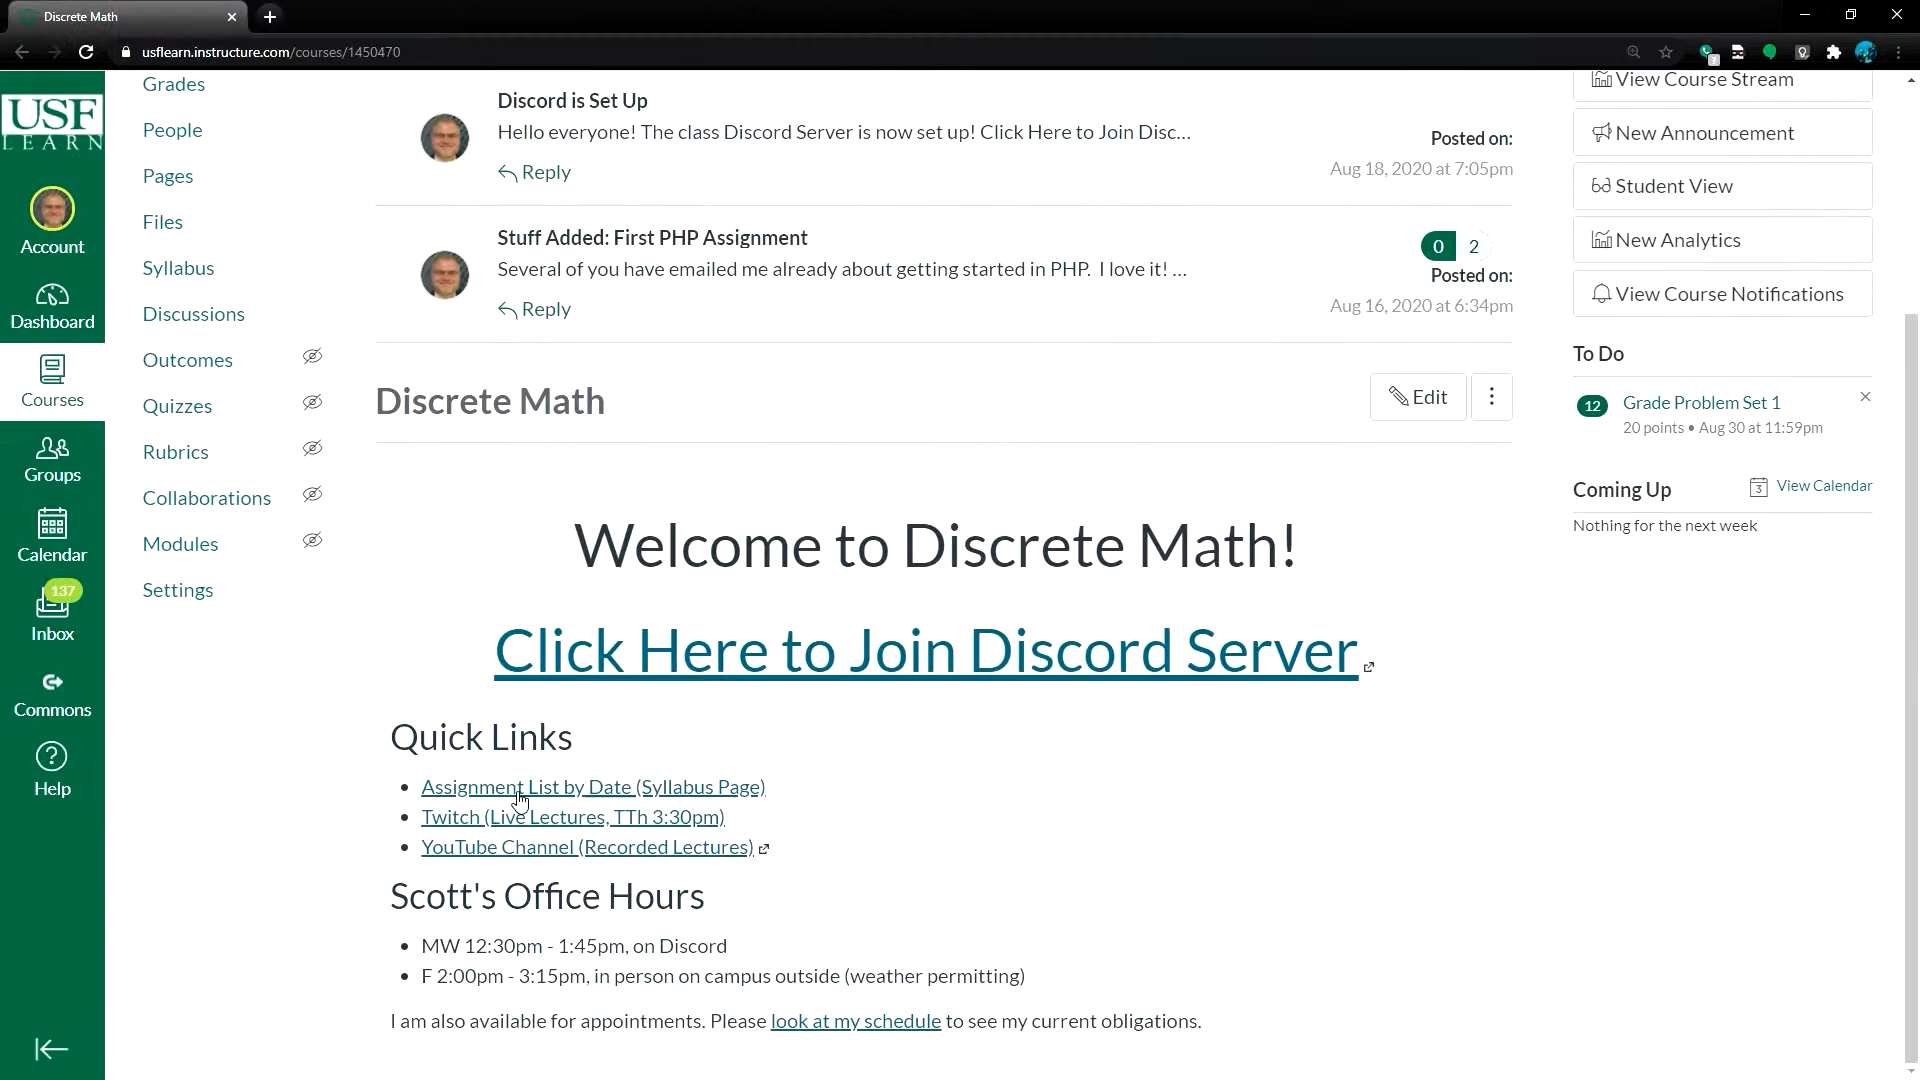 Discrete Math
usflearn.instructure.com/courses/1450470
USF
LEARN
Account
Dashboard
Courses
Groups
Calendar
137
Inbox
Commons
Help
Grades
People
Pages
Files
Syllabus
Discussions
Outcomes
Quizzes
Rubrics
Collaborations
Modules
Settings
Discord is Set Up
Hello everyone! The class Discord Server is now set up! Click Here to Join Disc...
Reply
Posted on:
Aug 18, 2020 at 7:05pm
Stuff Added: First PHP Assignment
Several of you have emailed me already about getting started in PHP. I love it! ...
Reply
0 2
Posted on:
Aug 16, 2020 at 6:34pm
Discrete Math
Edit
Welcome to Discrete Math!
Click Here to Join Discord Server
Quick Links
Assignment List by Date (Syllabus Page)
Twitch (Live Lectures, TTh 3:30pm)
YouTube Channel (Recorded Lectures)
Scott's Office Hours
MW 12:30pm - 1:45pm, on Discord
F 2:00pm - 3:15pm, in person on campus outside (weather permitting)
I am also available for appointments. Please look at my schedule to see my current obligations.
View Course Stream
New Announcement
Student View
New Analytics
View Course Notifications
To Do
12 Grade Problem Set 1
20 points • Aug 30 at 11:59pm
Coming Up
3 View Calendar
Nothing for the next week